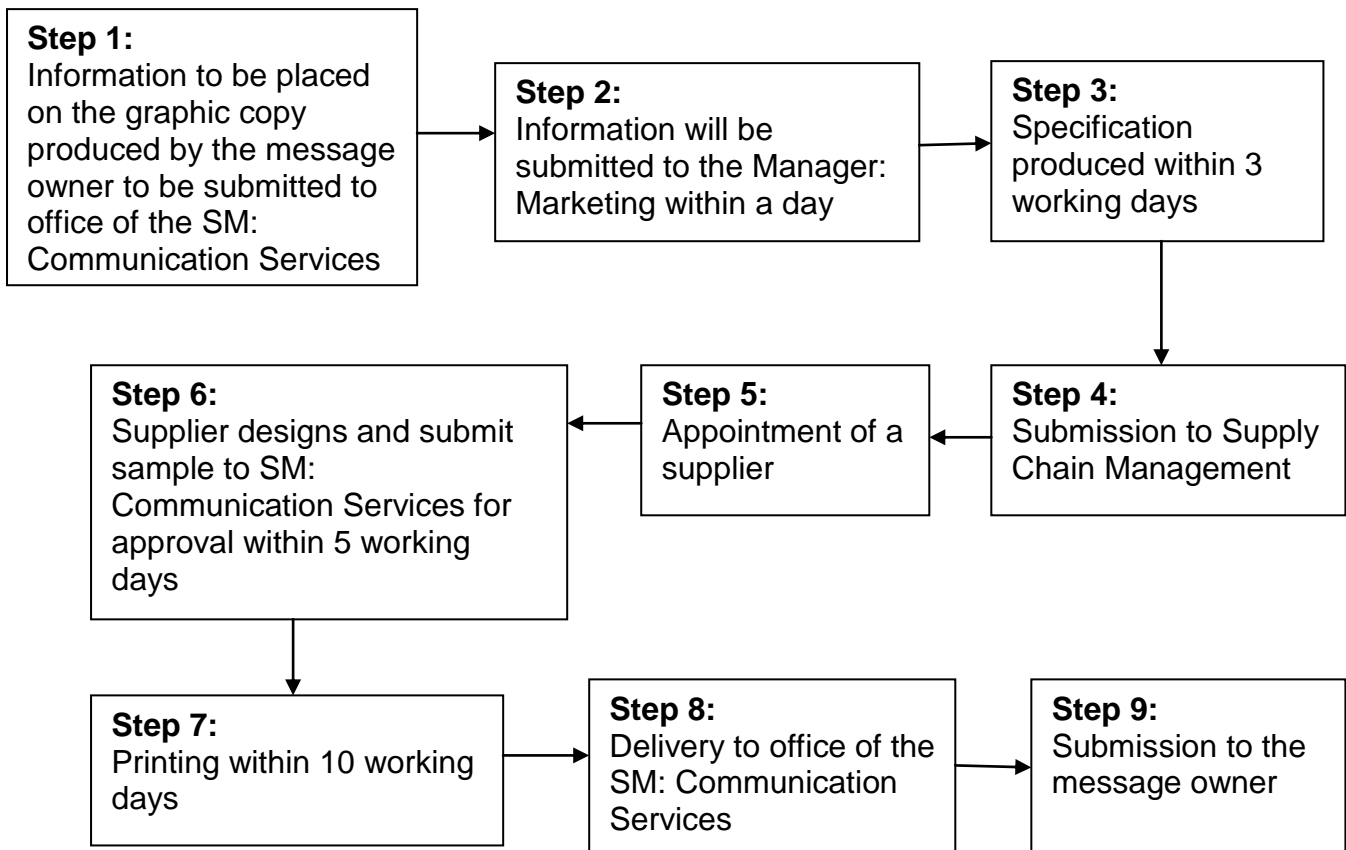 Step 1:
Information to be placed
on the graphic copy
produced by the message
owner to be submitted to
office of the SM:
Communication Services
Step 2:
Information will be
submitted to the Manager:
Marketing within a day
Step 3:
Specification
produced within 3
working days
Step 4:
Submission to Supply
Chain Management
Step 5:
Appointment of a
supplier
Step 6:
Supplier designs and submit
sample to SM:
Communication Services for
approval within 5 working
days
Step 7:
Printing within 10 working
days
Step 8:
Delivery to office of the
SM: Communication
Services
Step 9:
Submission to the
message owner